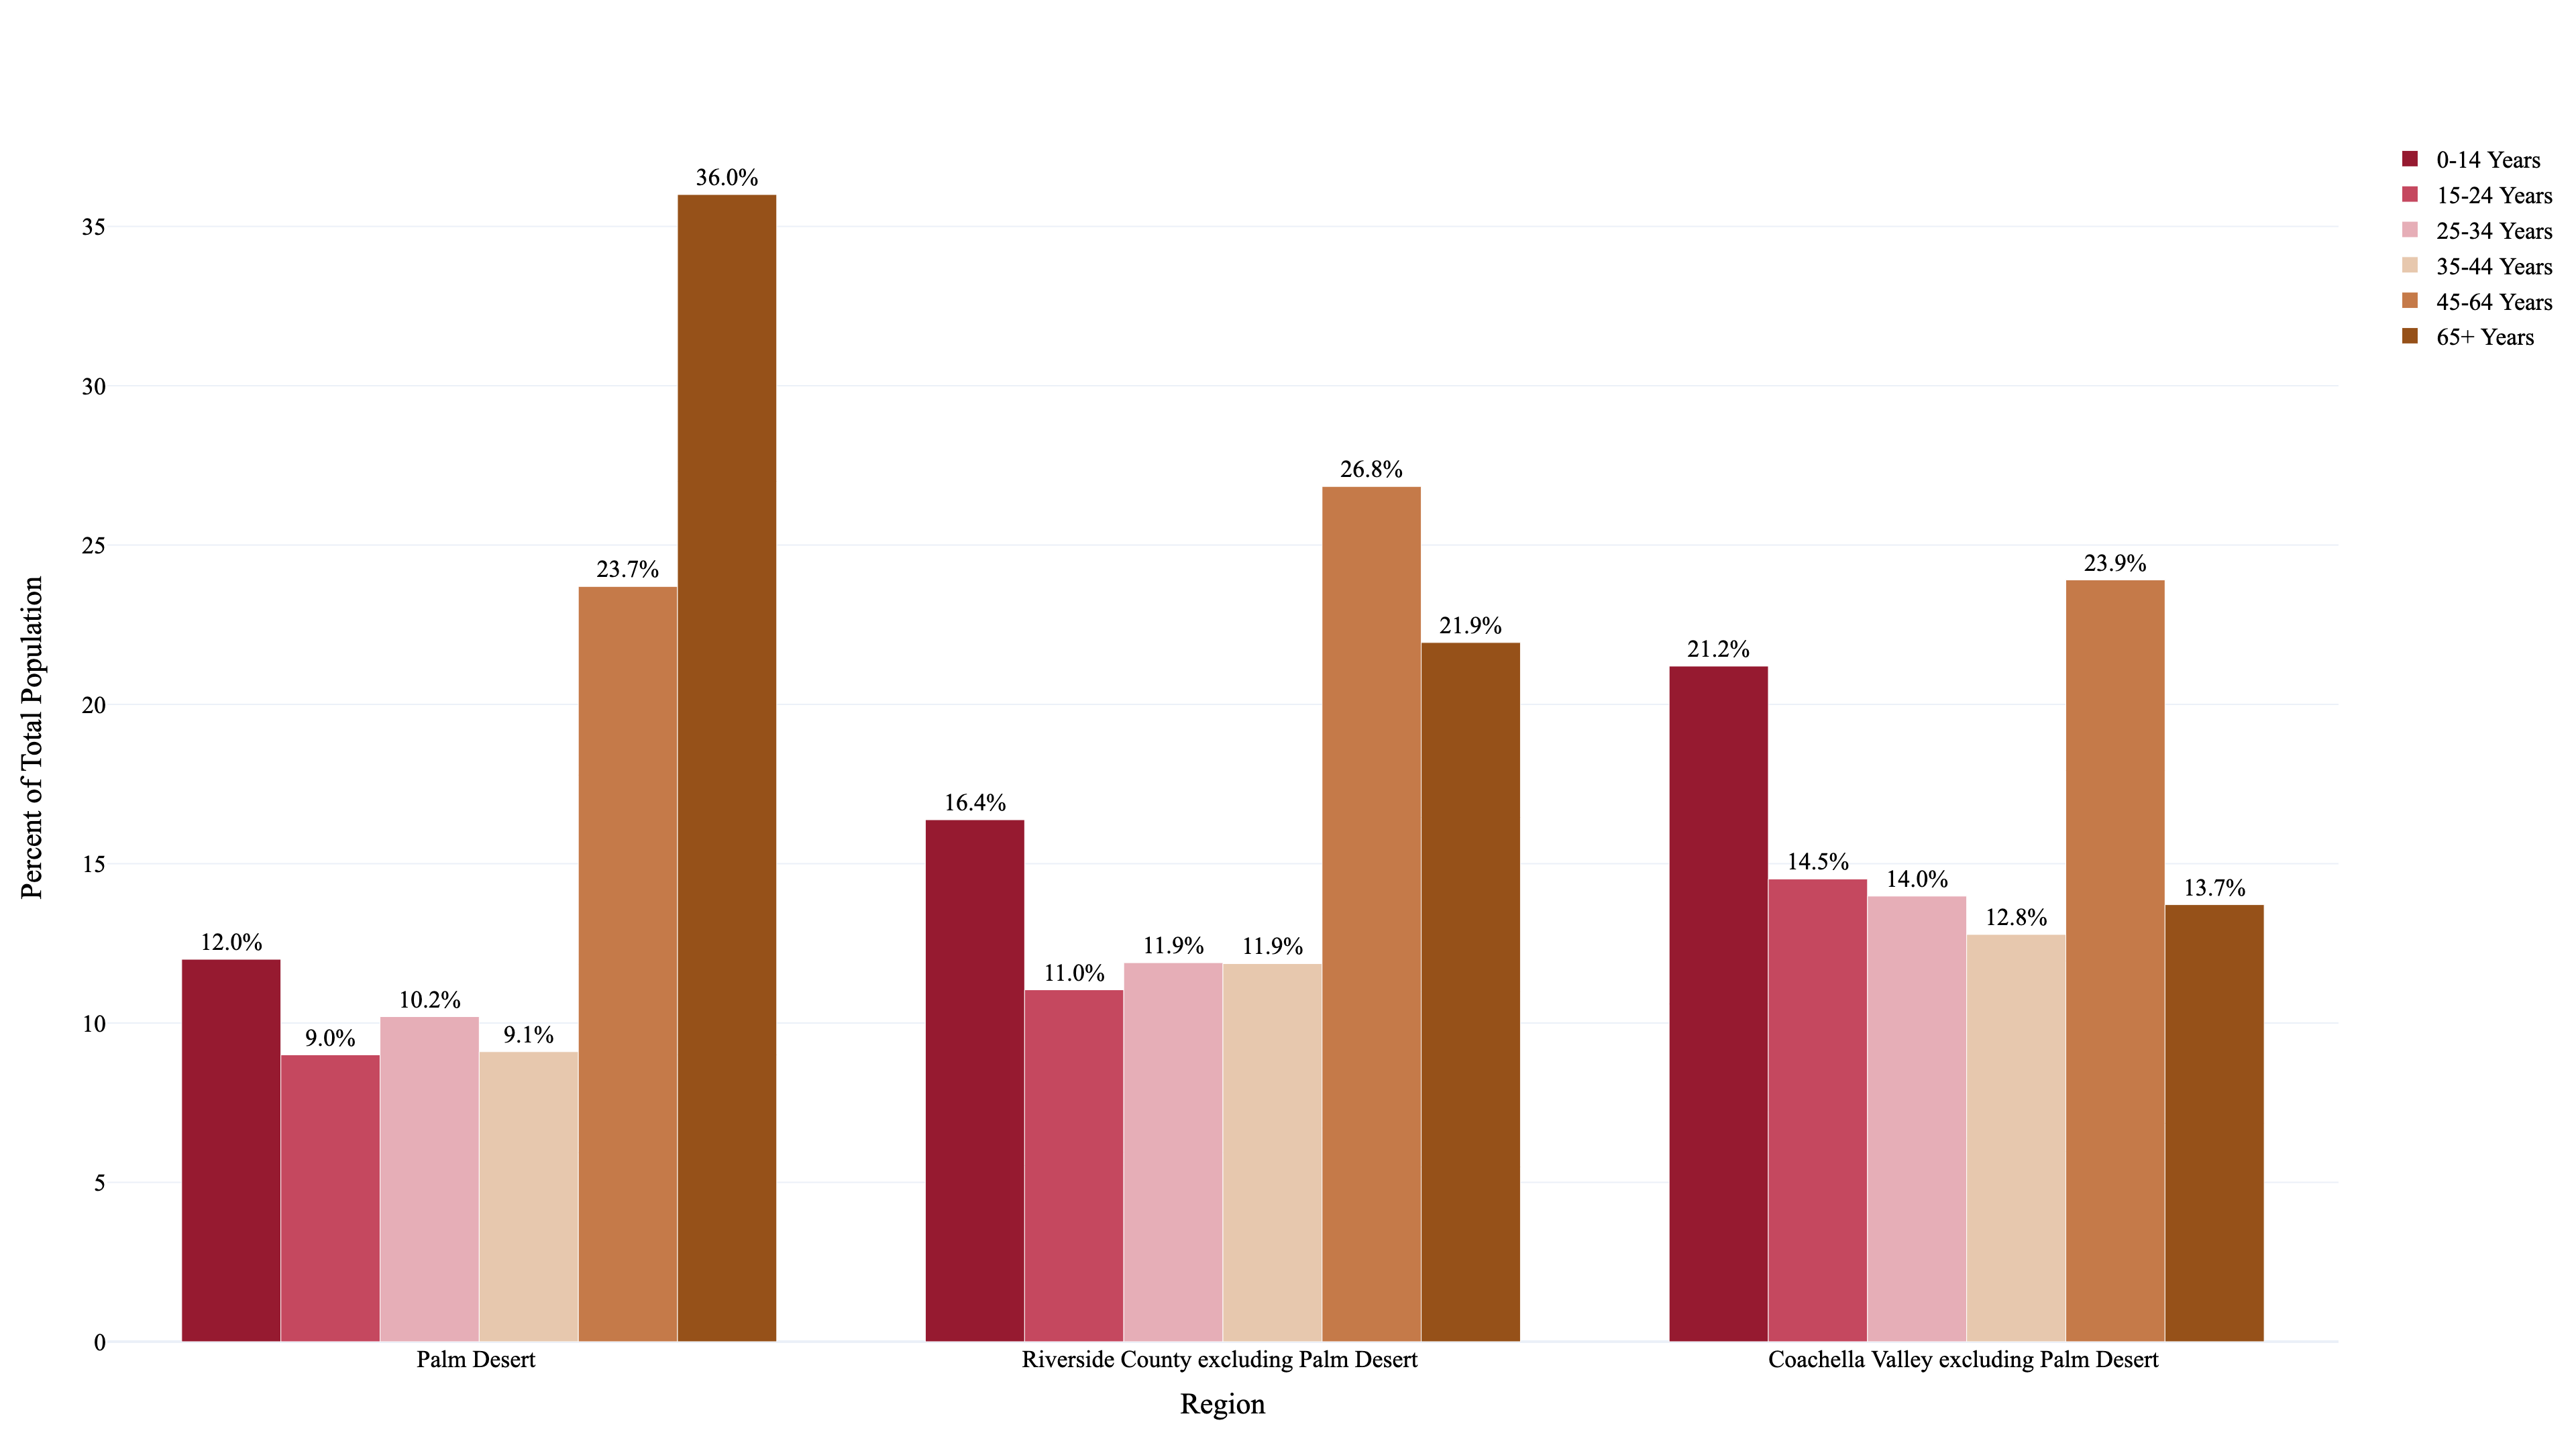 36.0%
35
30
25
20
15
10
5
0
Percent of Total Population
12.0%
9.0%
10.2%
9.1%
23.7%
16.4%
11.0%
11.9%
11.9%
26.8%
21.9%
21.2%
14.5%
14.0%
12.8%
23.9%
13.7%
Palm Desert
Riverside County excluding Palm Desert
Coachella Valley excluding Palm Desert
Region
0-14 Years
15-24 Years
25-34 Years
35-44 Years
45-64 Years
65+ Years